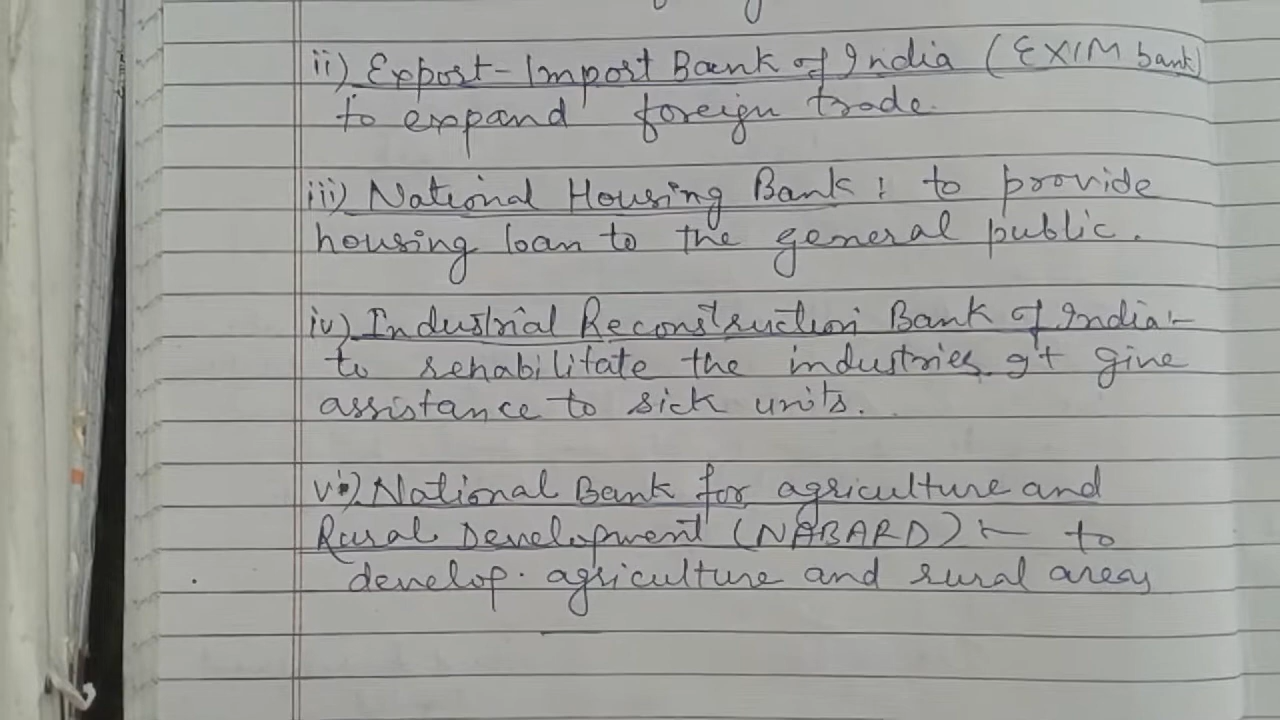 ii) Export-Import Bank of India (EXIM bank)
to expand foreign trade.
iii) National Housing Bank : to provide
housing loan to the general public.
iv) Industrial Reconstruction Bank of India:-
to rehabilitate the industries. gt give
assistance to sick units.
v) National Bank for agriculture and
Rural Development (NABARD) :- to
develop. agriculture and rural areas